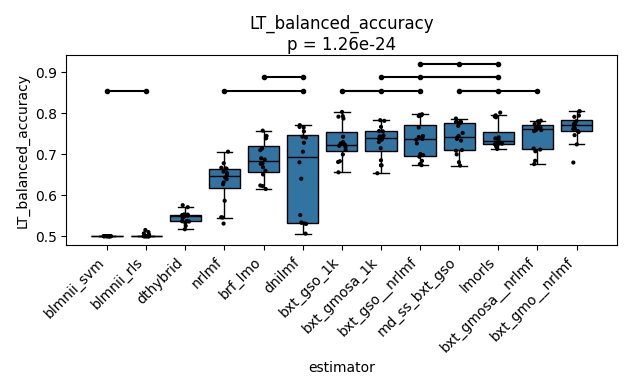 LT_balanced_accuracy
p = 1.26e-24
LT_balanced_accuracy
0.9
0.8
0.7
0.6
0.5
blmnii_svm
blmnii_rls
dthybrid
nrlmf
brf_lmo
dnilmf
bxt_gso_1k
bxt_gmosa_1k
bxt_gso__nrlmf
md_ss_bxt_gso
lmorls
bxt_gmosa__nrlmf
bxt_gmo__nrlmf
estimator